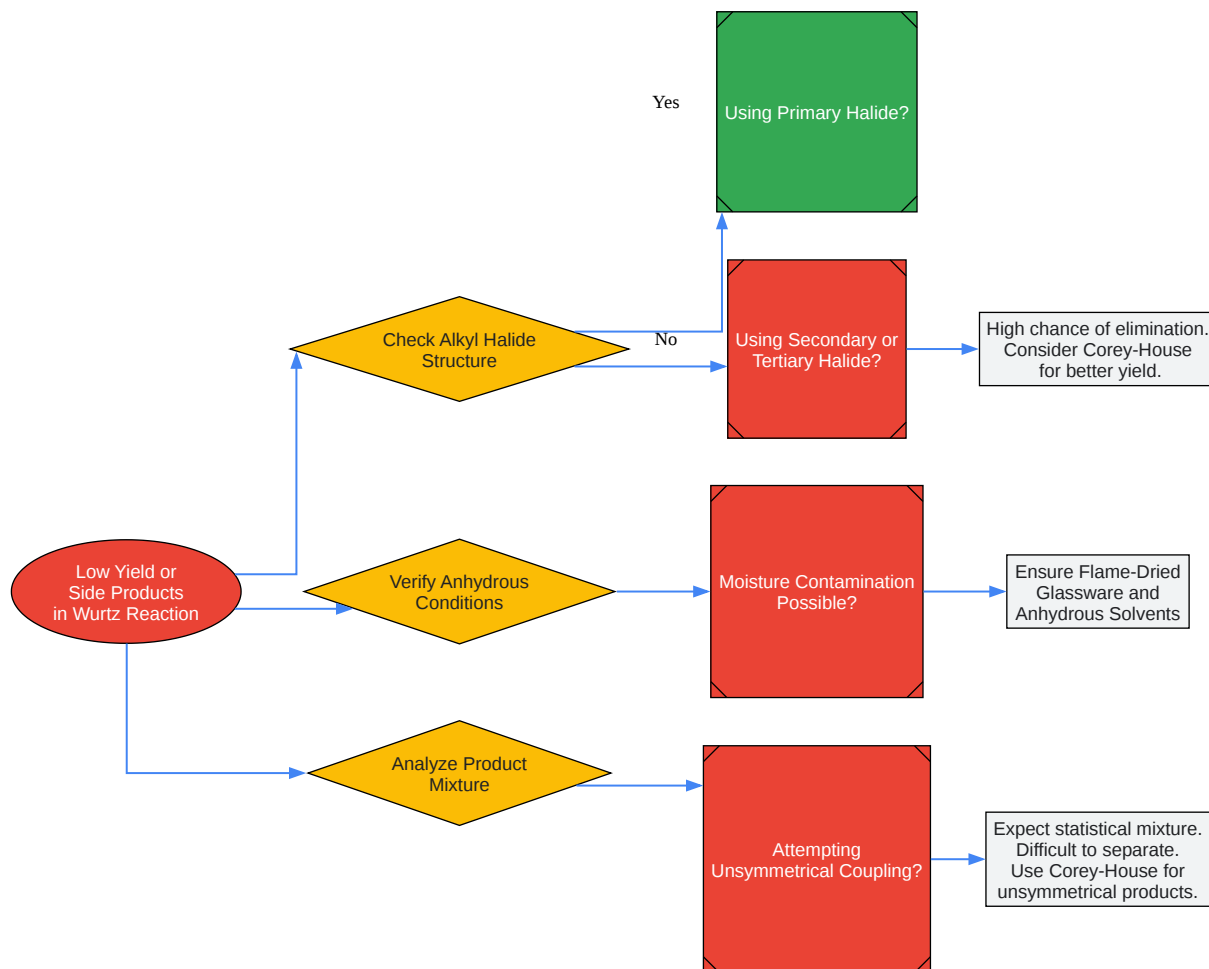 Yes
Using Primary Halide?
Check Alkyl Halide
Structure
No
Using Secondary or
Tertiary Halide?
High chance of elimination.
Consider Corey-House
for better yield.
Low Yield or
Side Products
in Wurtz Reaction
Verify Anhydrous
Conditions
Moisture Contamination
Possible?
Ensure Flame-Dried
Glassware and
Anhydrous Solvents
Analyze Product
Mixture
Attempting
Unsymmetrical Coupling?
Expect statistical mixture.
Difficult to separate.
Use Corey-House for
unsymmetrical products.